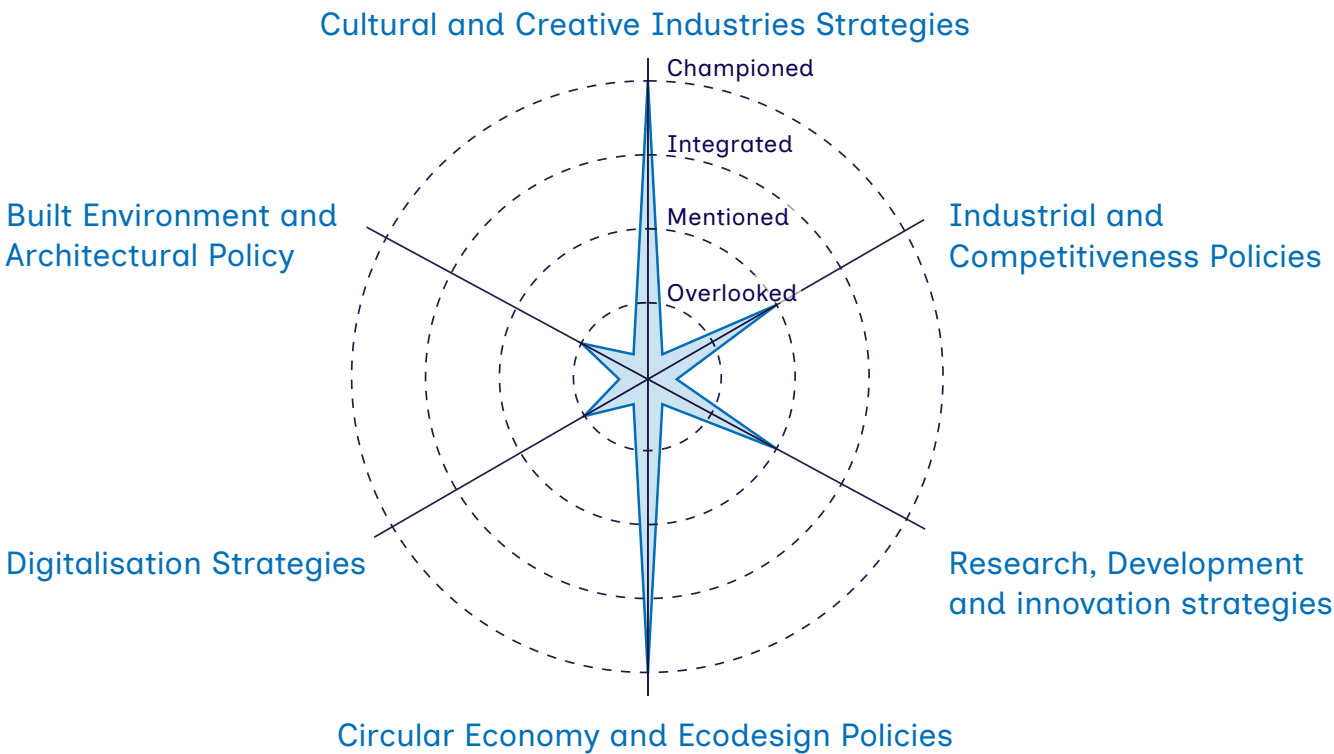 Cultural and Creative Industries Strategies
Championed
Integrated
Mentioned
Overlooked
Built Environment and
Architectural Policy
Industrial and
Competitiveness Policies
Digitalisation Strategies
Research, Development
and innovation strategies
Circular Economy and Ecodesign Policies